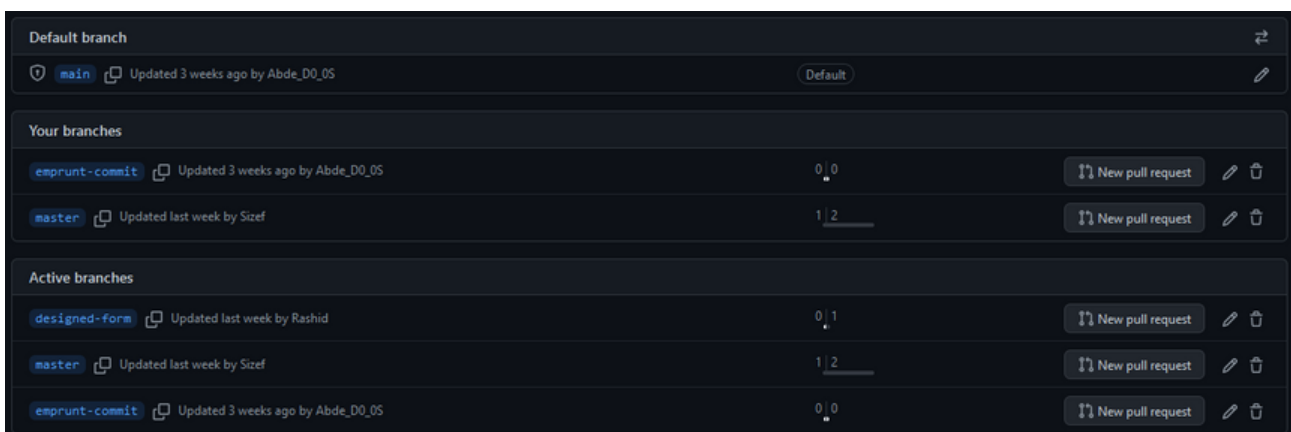 Default branch
main Updated 3 weeks ago by Abde_D0_0S Default
Your branches
emprunt-commit Updated 3 weeks ago by Abde_D0_0S 0 0 New pull request
master Updated last week by Sizef 1 2 New pull request
Active branches
designed-form Updated last week by Rashid 0 1 New pull request
master Updated last week by Sizef 1 2 New pull request
emprunt-commit Updated 3 weeks ago by Abde_D0_0S 0 0 New pull request